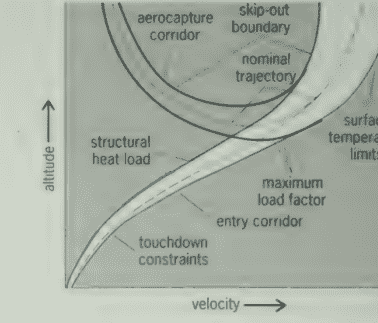 aerocapture
corridor
skip-out
boundary
nominal
trajectory
structural
heat load
maximum
load factor
entry corridor
touchdown
constraints
altitude
velocity